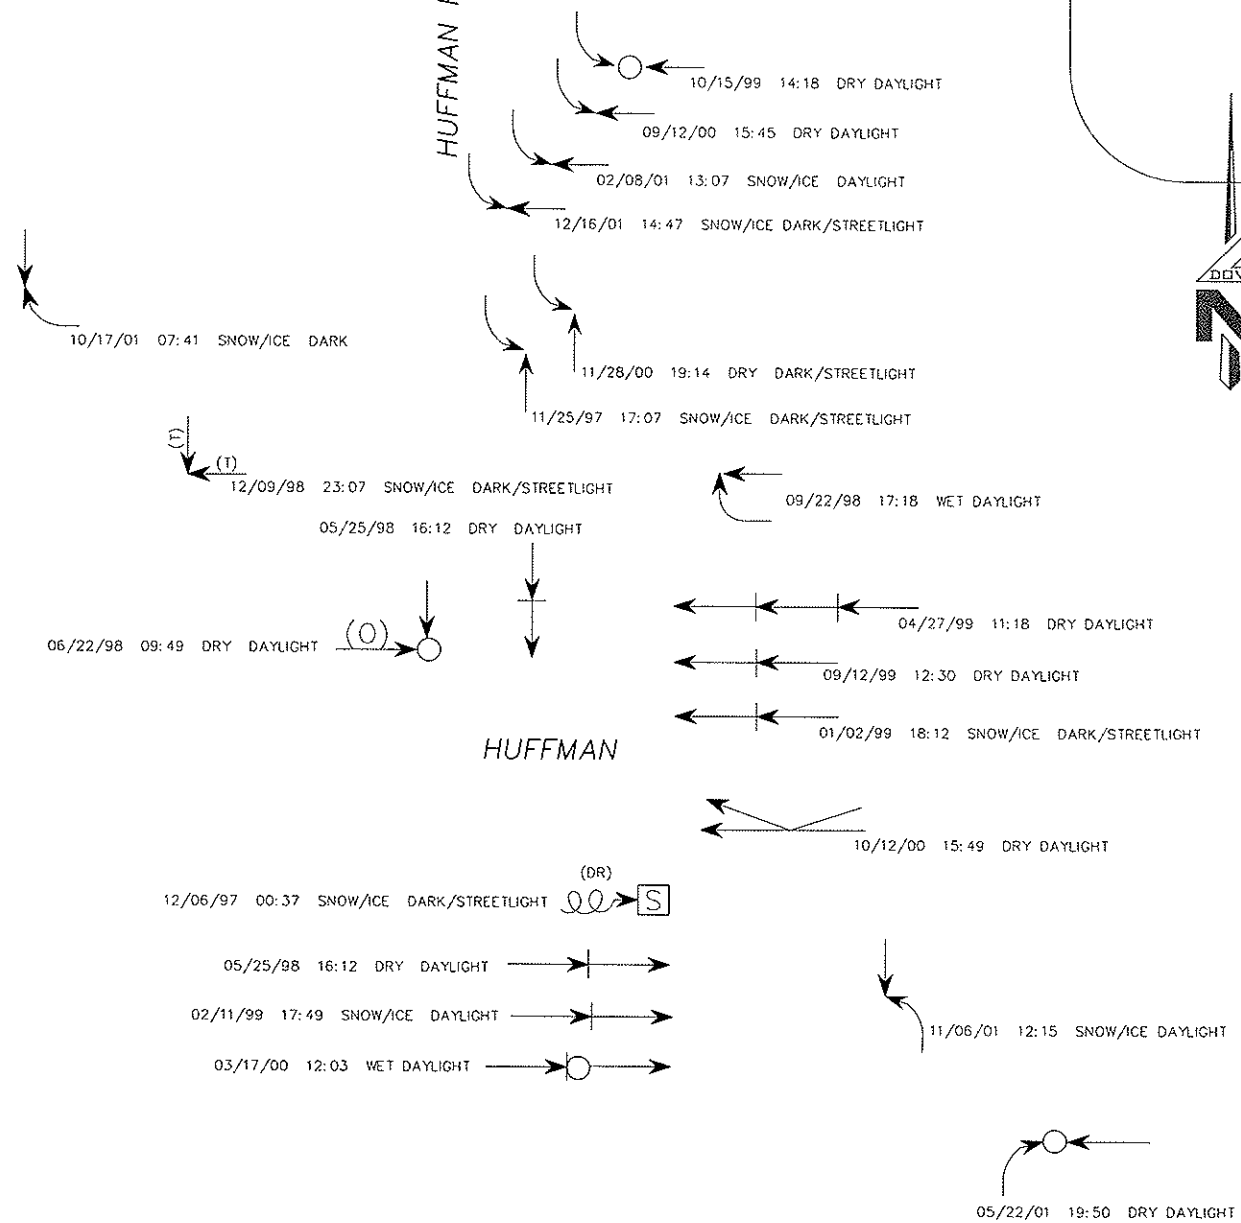 HUFFMAN
10/15/99 14:18 DRY DAYLIGHT
09/12/00 15:45 DRY DAYLIGHT
02/08/01 13:07 SNOW/ICE DAYLIGHT
12/16/01 14:47 SNOW/ICE DARK/STREETLIGHT
10/17/01 07:41 SNOW/ICE DARK
11/28/00 19:14 DRY DARK/STREETLIGHT
11/25/97 17:07 SNOW/ICE DARK/STREETLIGHT
(T)
(T)
12/09/98 23:07 SNOW/ICE DARK/STREETLIGHT
09/22/98 17:18 WET DAYLIGHT
05/25/98 16:12 DRY DAYLIGHT
04/27/99 11:18 DRY DAYLIGHT
06/22/98 09:49 DRY DAYLIGHT (O)
09/12/99 12:30 DRY DAYLIGHT
01/02/99 18:12 SNOW/ICE DARK/STREETLIGHT
HUFFMAN
10/12/00 15:49 DRY DAYLIGHT
(DR)
12/06/97 00:37 SNOW/ICE DARK/STREETLIGHT S
05/25/98 16:12 DRY DAYLIGHT
02/11/99 17:49 SNOW/ICE DAYLIGHT
11/06/01 12:15 SNOW/ICE DAYLIGHT
03/17/00 12:03 WET DAYLIGHT
05/22/01 19:50 DRY DAYLIGHT